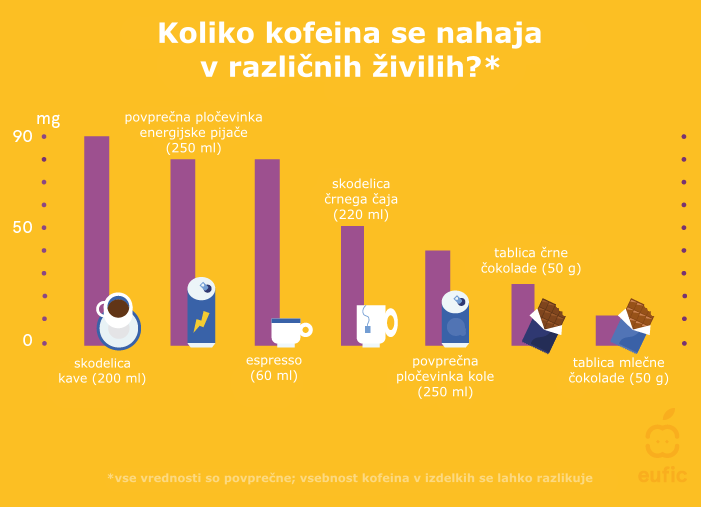 Koliko kofeina se nahaja
v različnih živilih?*
mg
90
50
0
povprečna pločevinka
energijske pijače
(250 ml)
skodelica
črnega čaja
(220 ml)
tablica črne
čokolade (50 g)
skodelica
kave (200 ml)
espresso
(60 ml)
povprečna
pločevinka kole
(250 ml)
tablica mlečne
čokolade (50 g)
*vse vrednosti so povprečne; vsebnost kofeina v izdelkih se lahko razlikuje
eufic